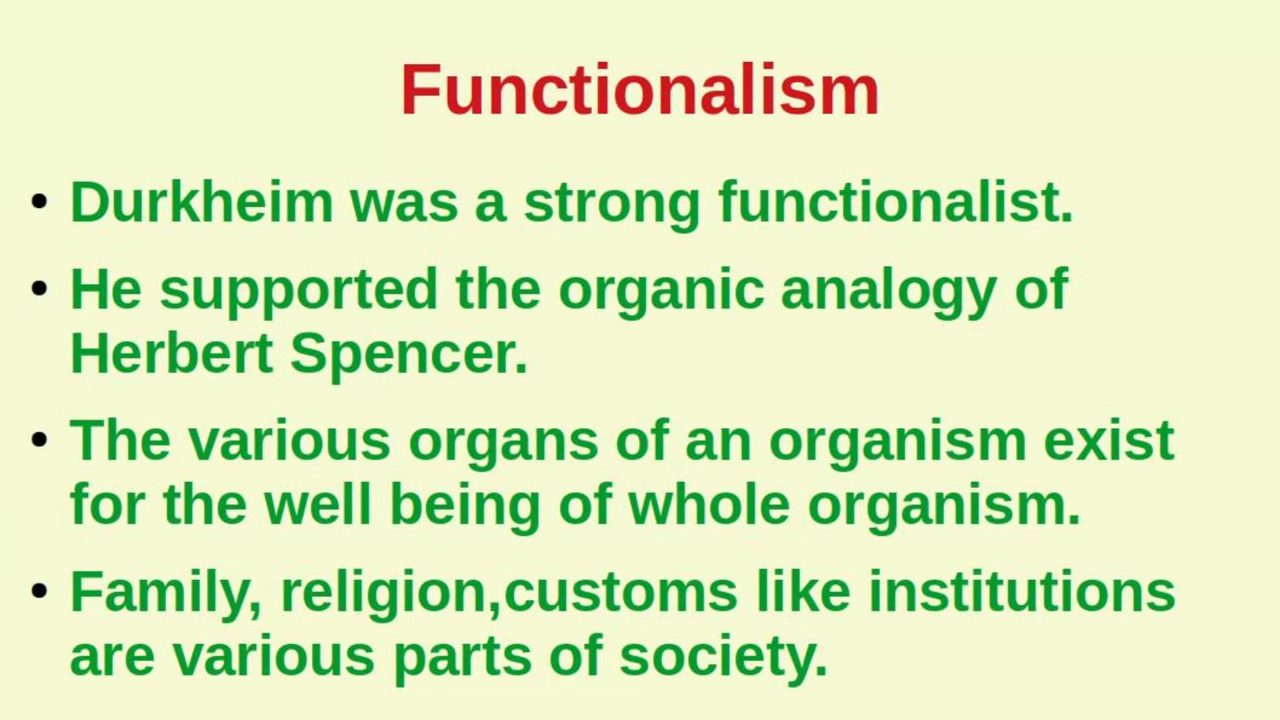 Functionalism
• Durkheim was a strong functionalist.
• He supported the organic analogy of
Herbert Spencer.
• The various organs of an organism exist
for the well being of whole organism.
• Family, religion,customs like institutions
are various parts of society.